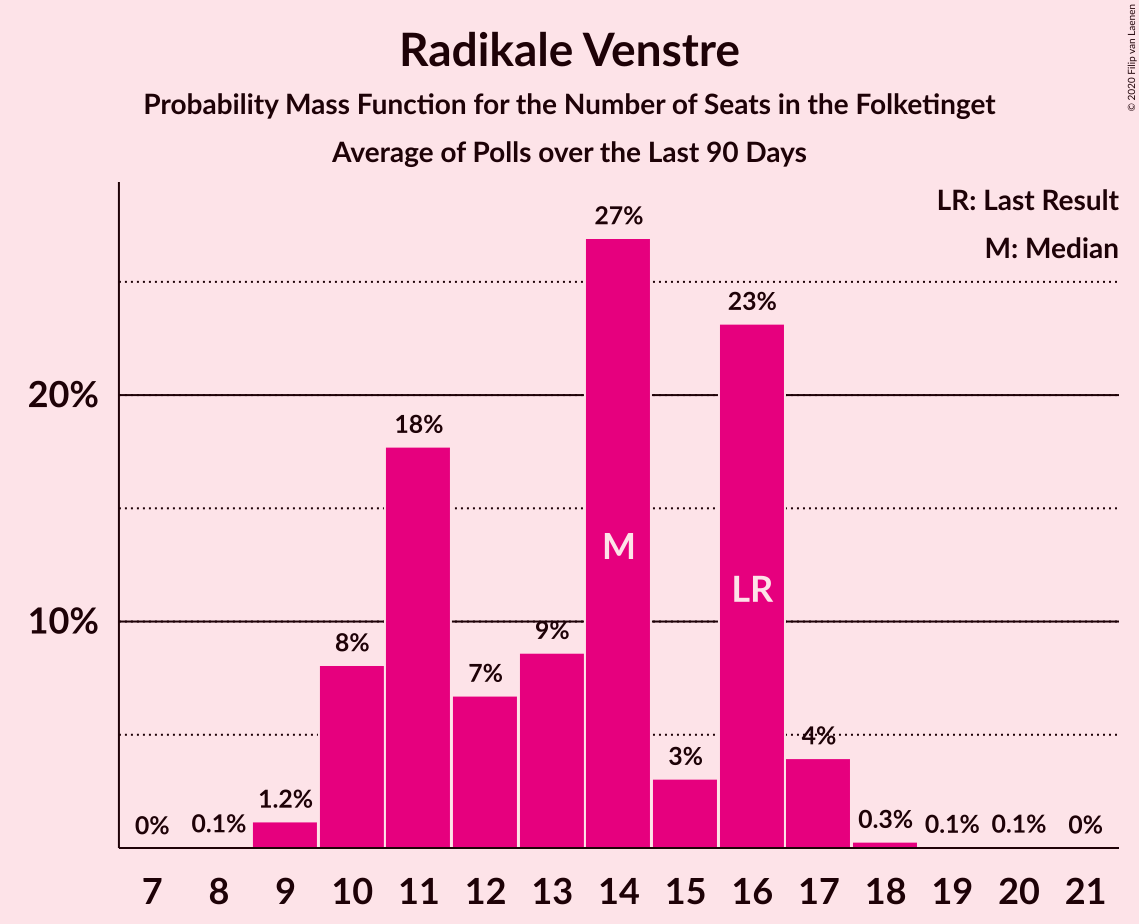 Radikale Venstre
Probability Mass Function for the Number of Seats in the Folketinget
Average of Polls over the Last 90 Days
© 2020 Filip van Laenen
LR: Last Result
M: Median
20%
10%
0%
0.1%
1.2%
8%
18%
7%
9%
27%
3%
23%
4%
0.3%
0.1%
0.1%
0%
M
LR
7 8 9 10 11 12 13 14 15 16 17 18 19 20 21